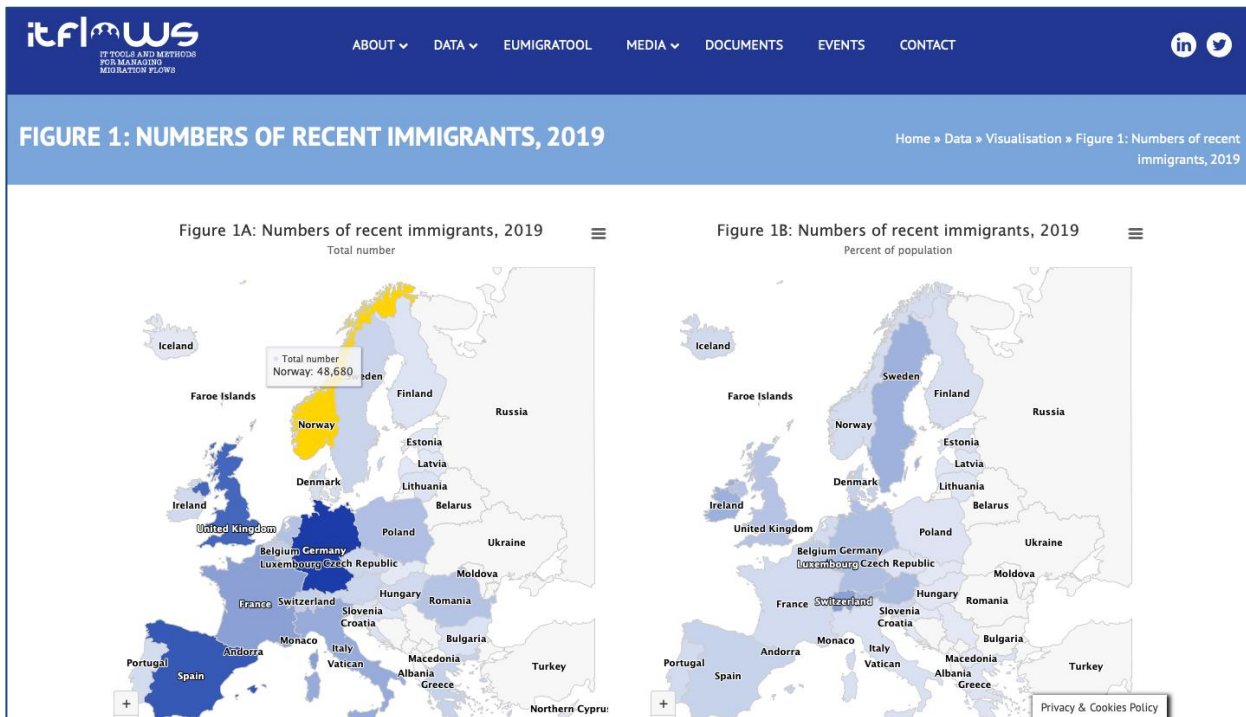 itflows
IT TOOLS AND METHODS
FOR MANAGING
MIGRATION FLOWS
ABOUT
DATA
EUMIGRATOOL
MEDIA
DOCUMENTS
EVENTS
CONTACT
in
FIGURE 1: NUMBERS OF RECENT IMMIGRANTS, 2019
Home » Data » Visualisation » Figure 1: Numbers of recent
immigrants, 2019
Figure 1A: Numbers of recent immigrants, 2019
Total number
Iceland
Total number
Norway: 48,680
eden
Finland
Faroe Islands
Russia
Norway
Estonia
Latvia
Denmark
Lithuania
Ireland
Belarus
United Kingdom
Poland
Ukraine
Belgium
Germany
Luxembourg
Czech Republic
Moldova
France
Switzerland
Hungary
Romania
Slovenia
Croatia
Monaco
Italy
Bulgaria
Andorra
Vatican
Macedonia
Portugal
Spain
Albania
Greece
Turkey
+
Northern Cypru
Figure 1B: Numbers of recent immigrants, 2019
Percent of population
Iceland
Sweden
Finland
Faroe Islands
Russia
Norway
Estonia
Latvia
Denmark
Lithuania
Ireland
Belarus
United Kingdom
Poland
Ukraine
Belgium
Germany
Luxembourg
Czech Republic
Moldova
France
Switzerland
Hungary
Romania
Slovenia
Croatia
Monaco
Italy
Bulgaria
Andorra
Vatican
Macedonia
Portugal
Spain
Albania
Greece
Turkey
+
Privacy & Cookies Policy